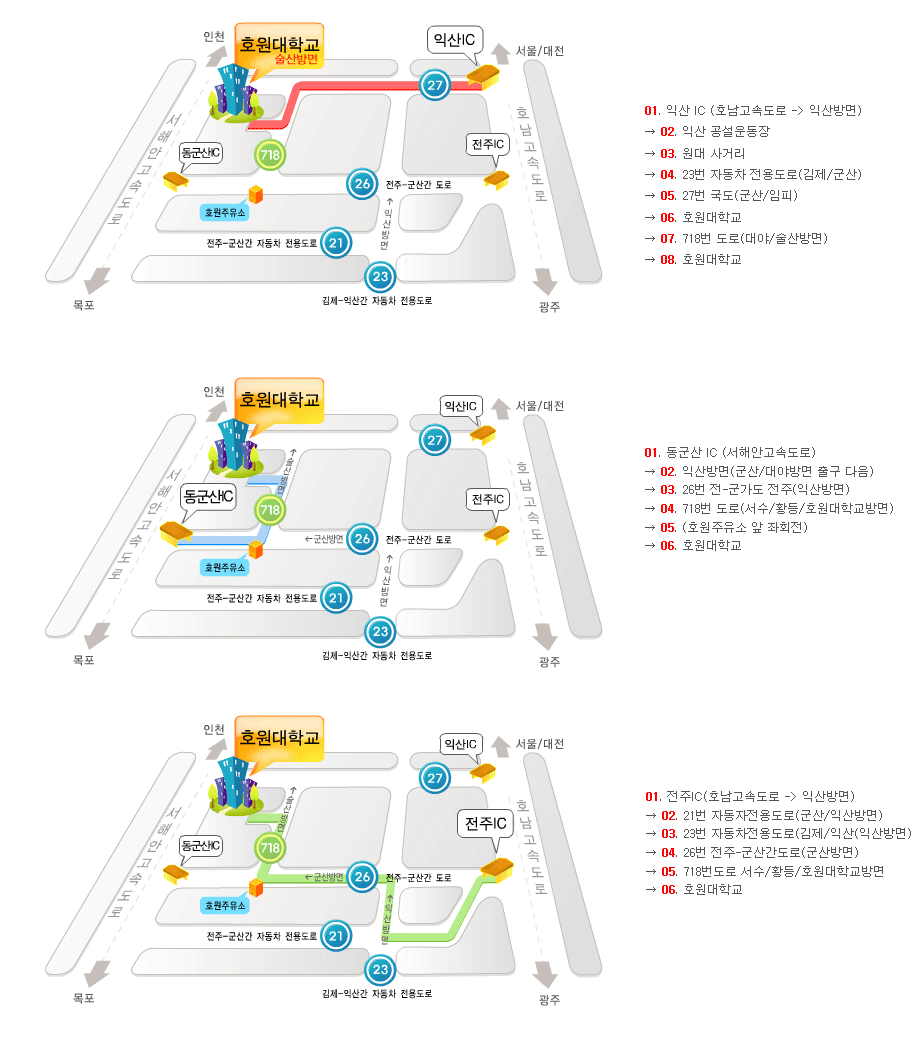 인천
호원대학교
술산방면
익산IC
서울/대전
27
서해안고속도로
호남고속도로
동군산IC
718
전주IC
26
전주-군산간 도로
호원주유소
↑익산방면
전주-군산간 자동차 전용도로
21
23
목포
김제-익산간 자동차 전용도로
광주
01. 익산 IC (호남고속도로 -> 익산방면)
→ 02. 익산 공설운동장
→ 03. 원대 사거리
→ 04. 23번 자동차 전용도로(김제/군산)
→ 05. 27번 국도(군산/임피)
→ 06. 호원대학교
→ 07. 718번 도로(대야/술산방면)
→ 08. 호원대학교
인천
호원대학교
익산IC
서울/대전
27
서해안고속도로
호남고속도로
↑술산방면
동군산IC
718
전주IC
←군산방면
26
전주-군산간 도로
호원주유소
↑익산방면
전주-군산간 자동차 전용도로
21
23
목포
김제-익산간 자동차 전용도로
광주
01. 동군산 IC (서해안고속도로)
→ 02. 익산방면(군산/대야방면 출구 다음)
→ 03. 26번 전-군가도 전주(익산방면)
→ 04. 718번 도로(서수/황등/호원대학교방면)
→ 05. (호원주유소 앞 좌회전)
→ 06. 호원대학교
인천
호원대학교
익산IC
서울/대전
27
서해안고속도로
호남고속도로
↑술산방면
동군산IC
718
전주IC
←군산방면
26
전주-군산간 도로
호원주유소
↑익산방면
전주-군산간 자동차 전용도로
21
23
목포
김제-익산간 자동차 전용도로
광주
01. 전주IC(호남고속도로 -> 익산방면)
→ 02. 21번 자동자전용도로(군산/익산방면)
→ 03. 23번 자동차전용도로(김제/익산(익산방면)
→ 04. 26번 전주-군산간도로(군산방면)
→ 05. 718번도로 서수/황등/호원대학교방면
→ 06. 호원대학교